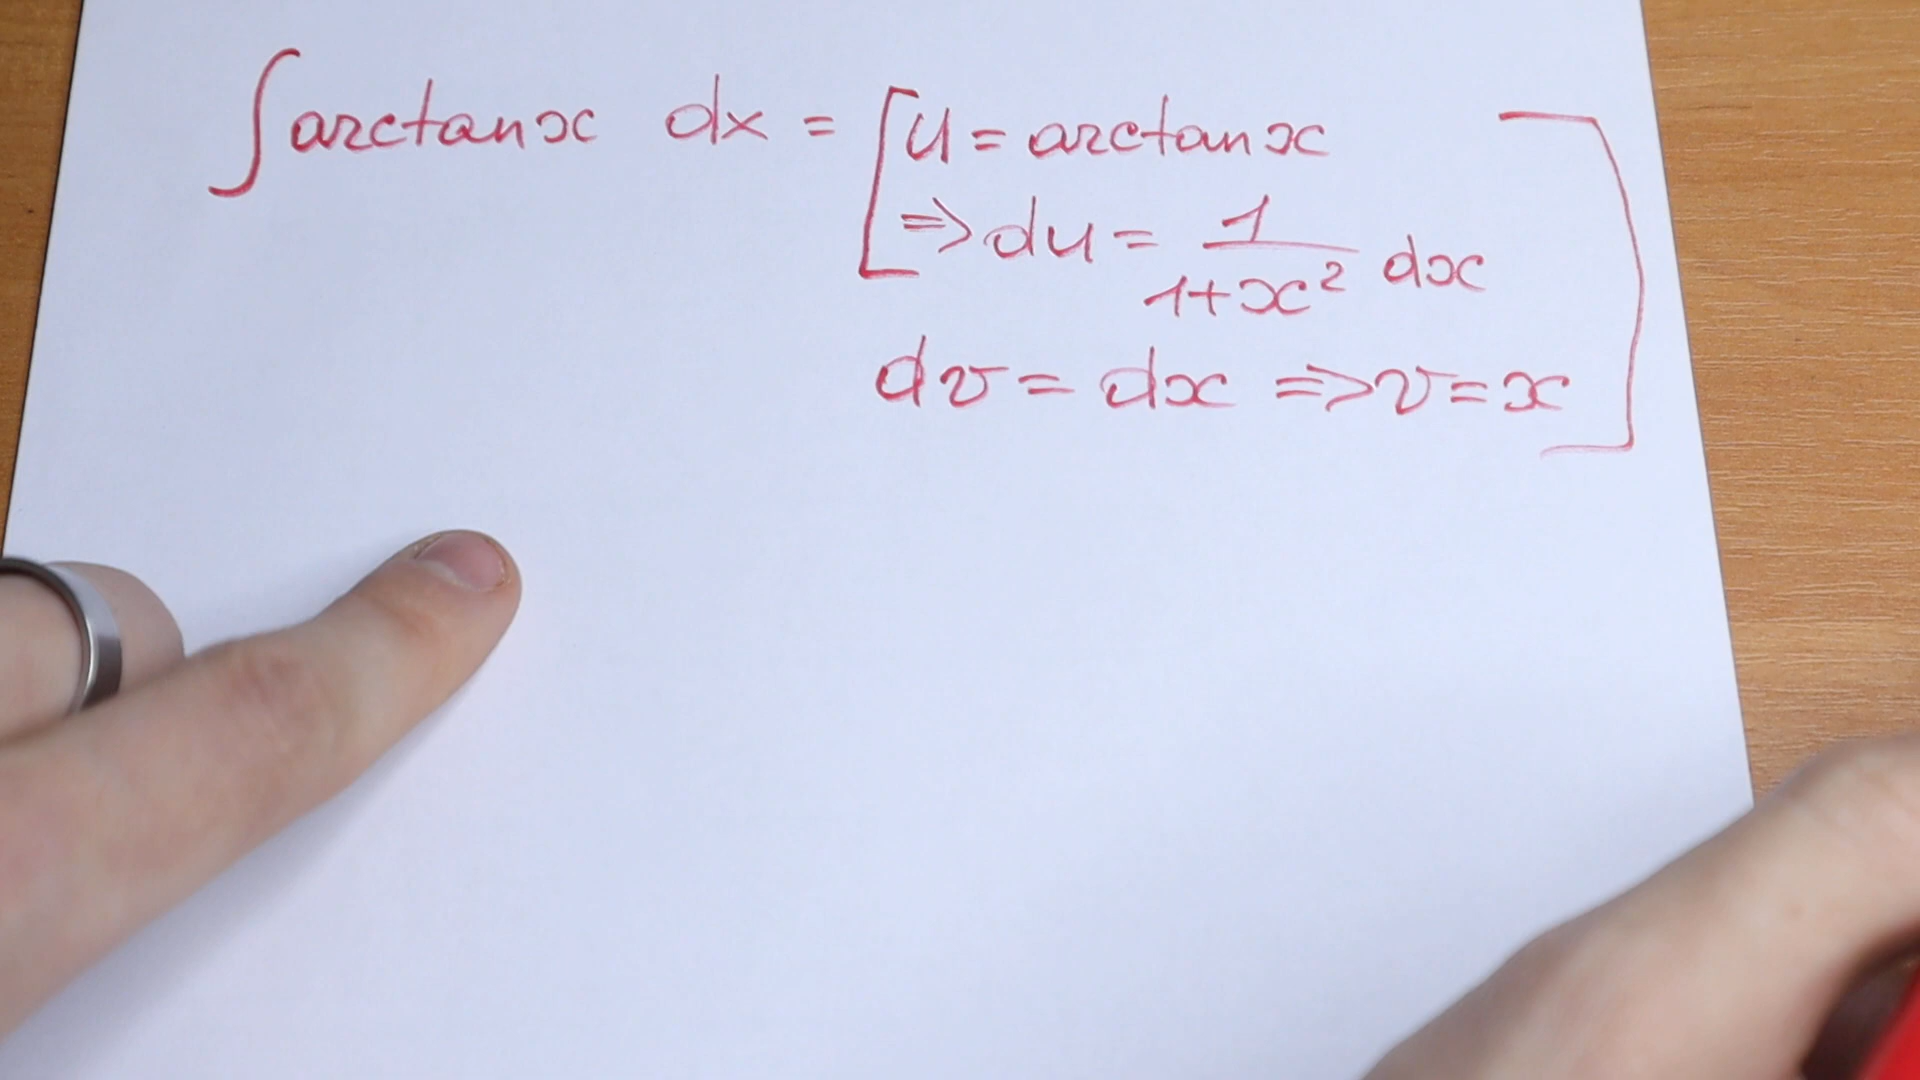 ∫ arctanx dx = [ u = arctanx
⇒ du = 1/(1+x²) dx
dv = dx ⇒ v = x ]